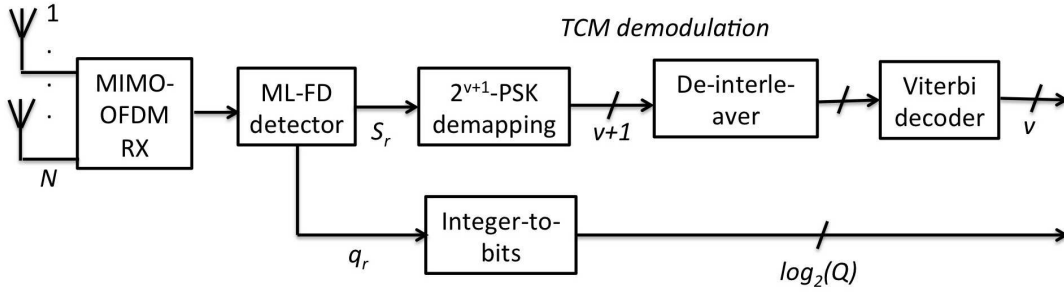 1
.
.
.
N
MIMO-
OFDM
RX
ML-FD
detector
S_r
TCM demodulation
2^{v+1}-PSK
demapping
v+1
De-interle-
aver
Viterbi
decoder
v
q_r
Integer-to-
bits
log_2(Q)